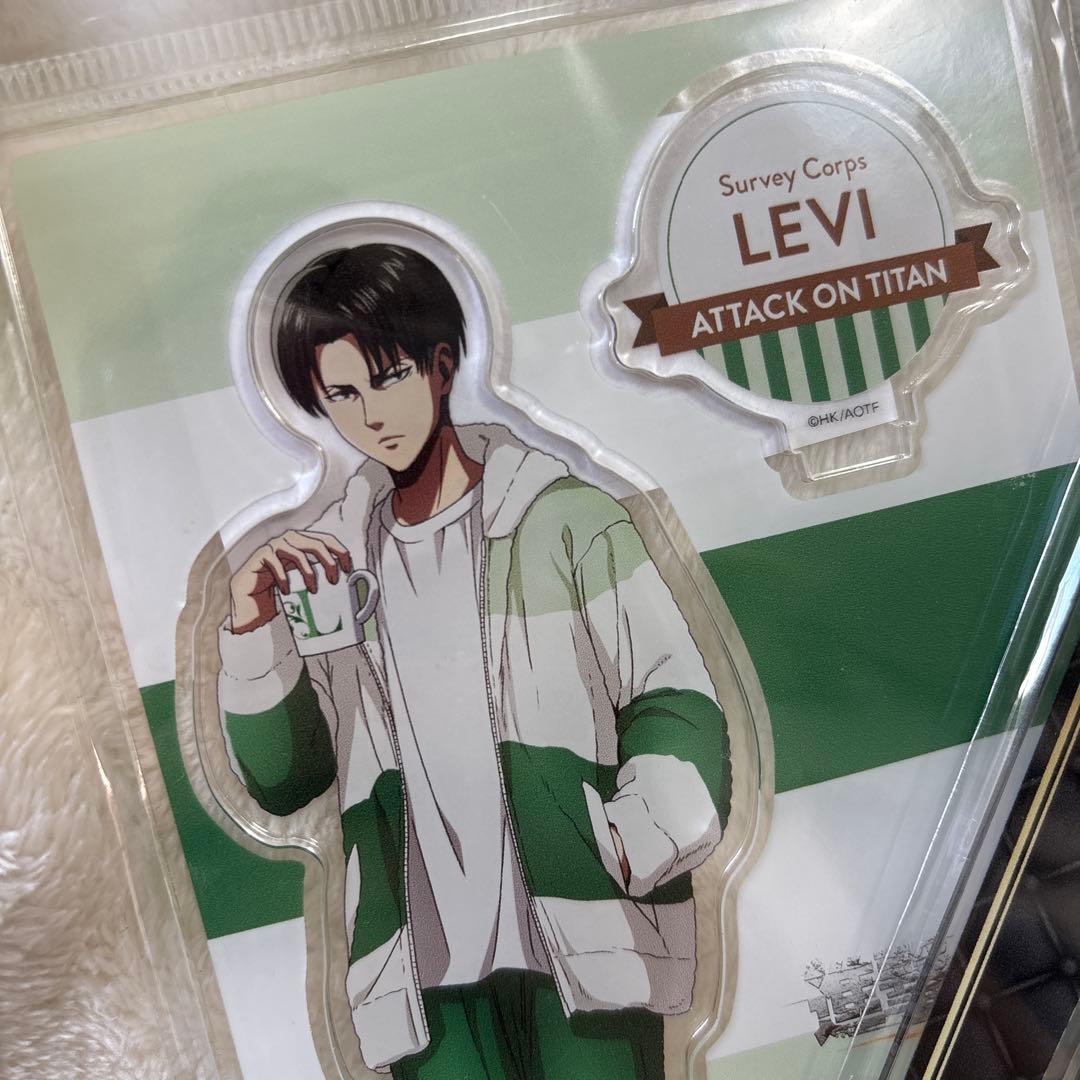 Survey Corps
LEVI
ATTACK ON TITAN
©HK/AOTF
L